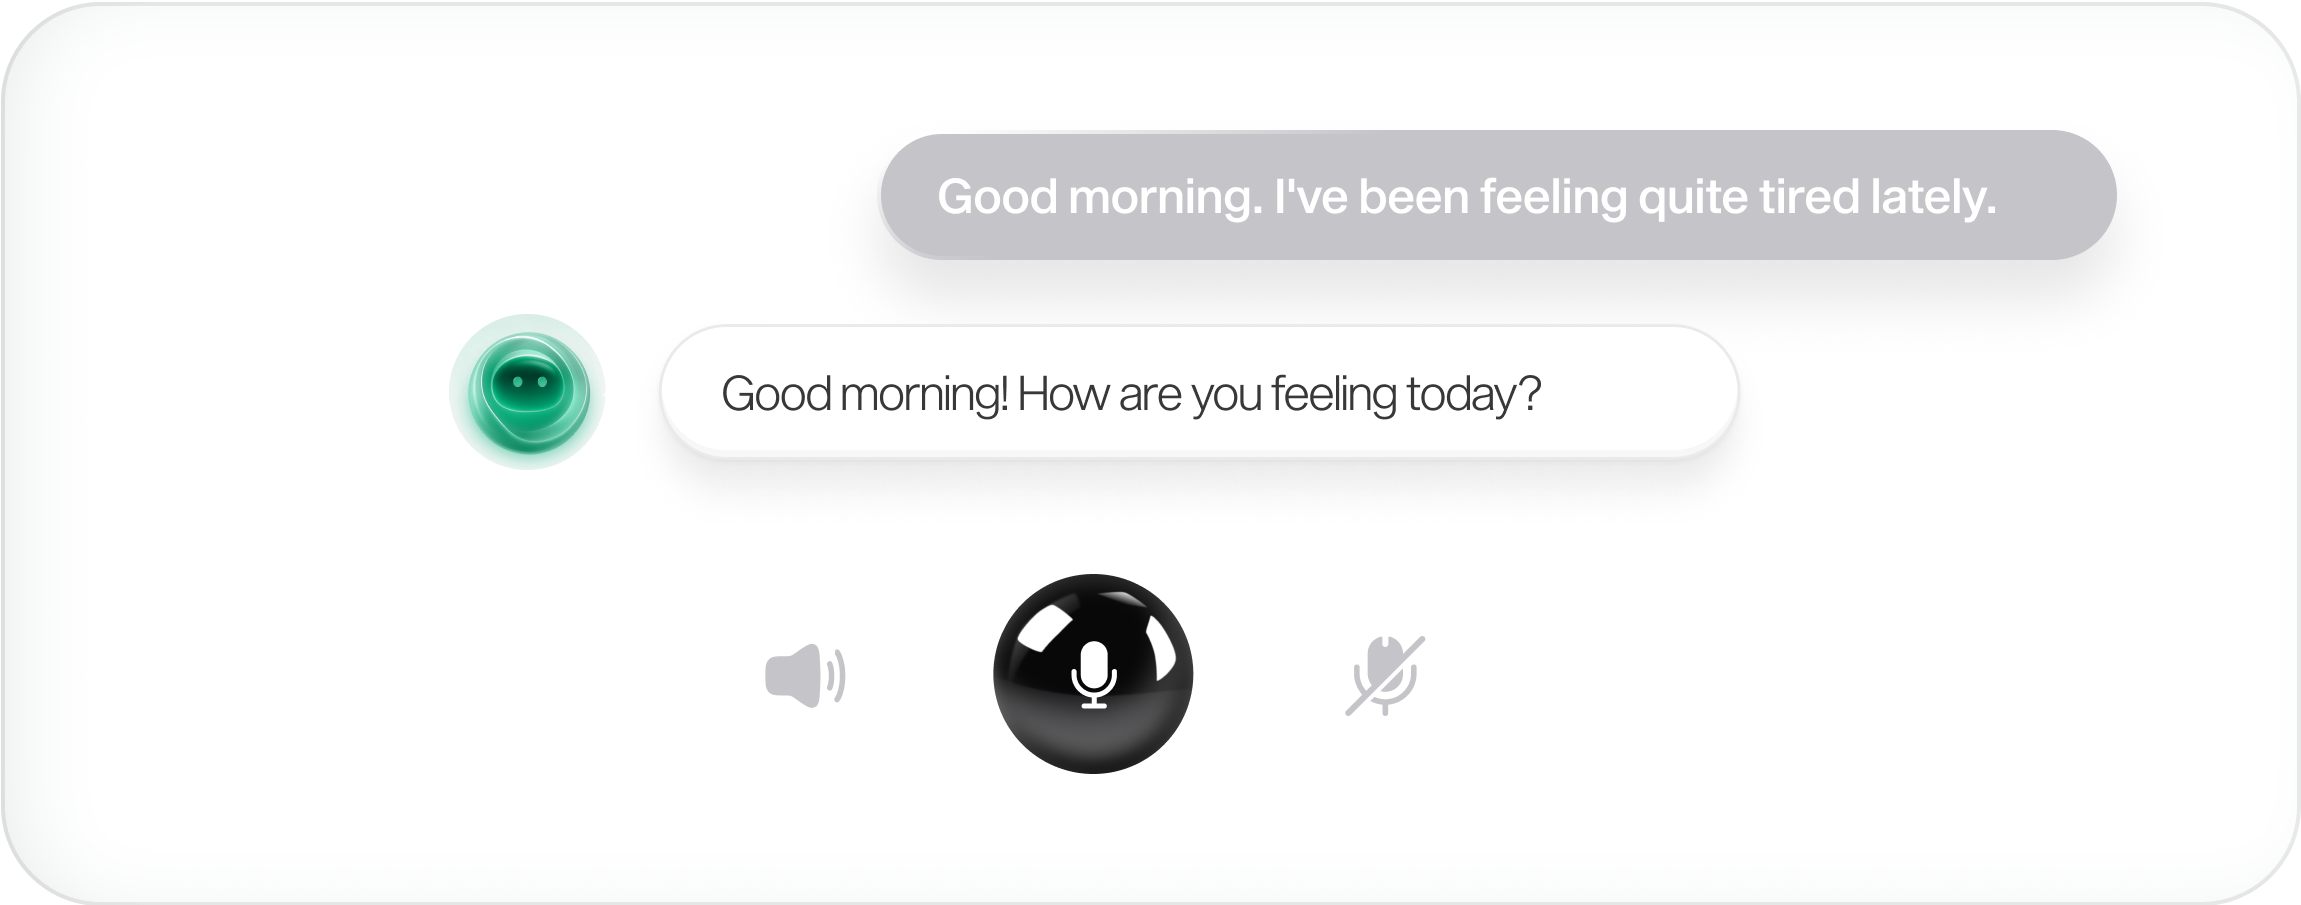 Good morning. I've been feeling quite tired lately.
Good morning! How are you feeling today?